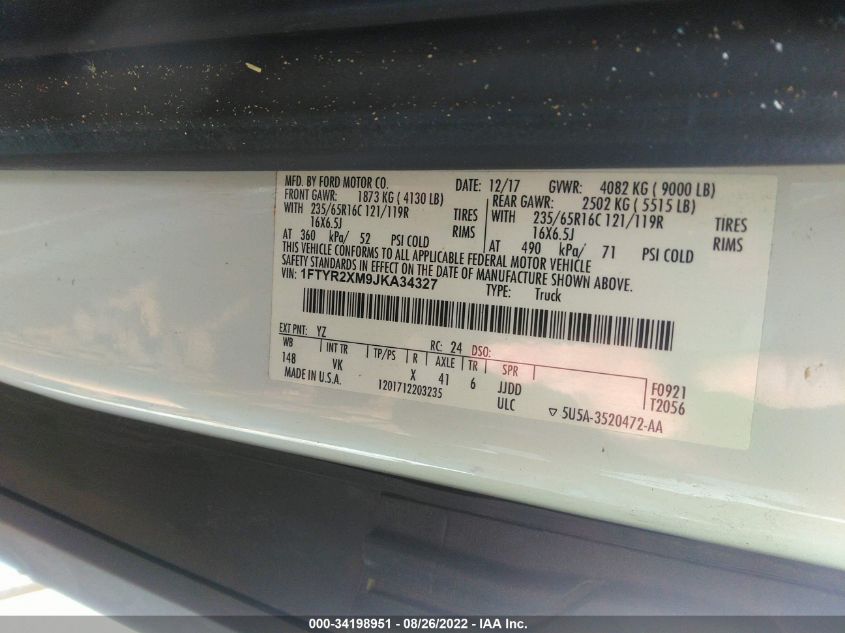 MFD. BY FORD MOTOR CO. DATE: 12/17 GVWR: 4082 KG ( 9000 LB)
FRONT GAWR: 1873 KG ( 4130 LB) REAR GAWR: 2502 KG ( 5515 LB)
WITH 235/65R16C 121/119R TIRES WITH 235/65R16C 121/119R TIRES
16X6.5J RIMS 16X6.5J RIMS
AT 360 kPa/ 52 PSI COLD AT 490 kPa/ 71 PSI COLD
THIS VEHICLE CONFORMS TO ALL APPLICABLE FEDERAL MOTOR VEHICLE
SAFETY STANDARDS IN EFFECT ON THE DATE OF MANUFACTURE SHOWN ABOVE.
VIN: 1FTYR2XM9JKA34327 TYPE: Truck
EXT PNT: YZ RC: 24 DSO:
WB INT TR TP/PS R AXLE TR SPR
148 VK X 41 6 JJDD F0921
MADE IN U.S.A. 1201712203235 ULC T2056
▽ 5U5A-3520472-AA
000-34198951 - 08/26/2022 - IAA Inc.